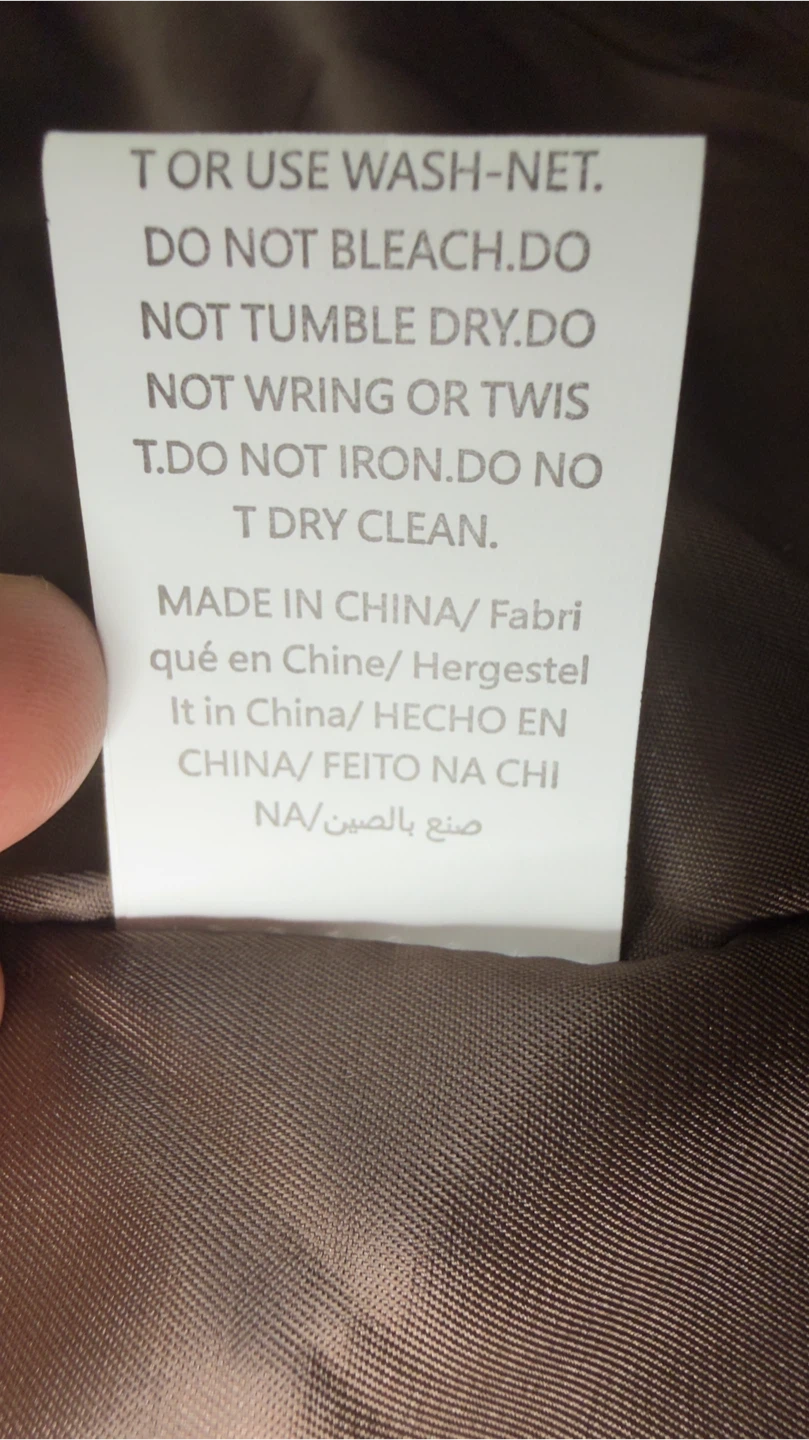 T OR USE WASH-NET.
DO NOT BLEACH.DO
NOT TUMBLE DRY.DO
NOT WRING OR TWIS
T.DO NOT IRON.DO NO
T DRY CLEAN.
MADE IN CHINA/ Fabri
qué en Chine/ Hergestel
lt in China/ HECHO EN
CHINA/ FEITO NA CHI
NA/صنع بالصين